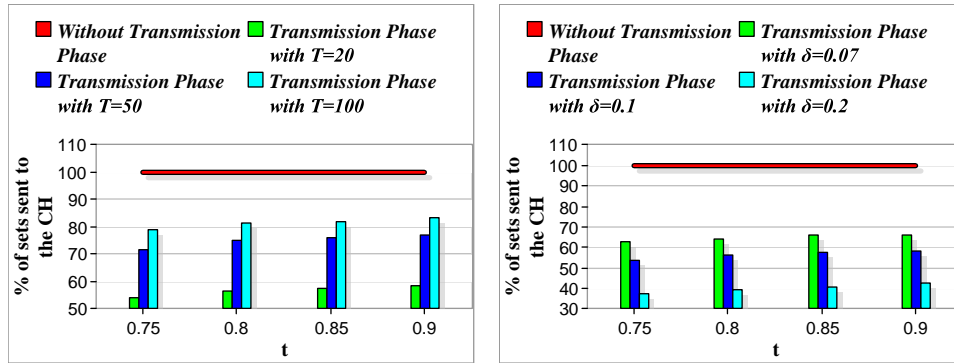 Without Transmission Phase
Transmission Phase with T=20
Transmission Phase with T=50
Transmission Phase with T=100
% of sets sent to the CH
110
100
90
80
70
60
50
0.75 0.8 0.85 0.9
t
Without Transmission Phase
Transmission Phase with δ=0.07
Transmission Phase with δ=0.1
Transmission Phase with δ=0.2
% of sets sent to the CH
110
100
90
80
70
60
50
40
30
0.75 0.8 0.85 0.9
t